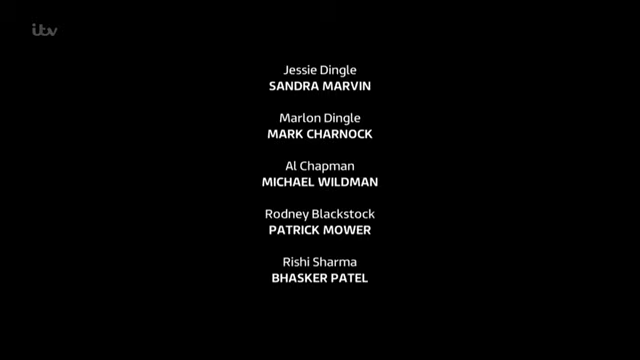 itv
Jessie Dingle
SANDRA MARVIN
Marlon Dingle
MARK CHARNOCK
Al Chapman
MICHAEL WILDMAN
Rodney Blackstock
PATRICK MOWER
Rishi Sharma
BHASKER PATEL